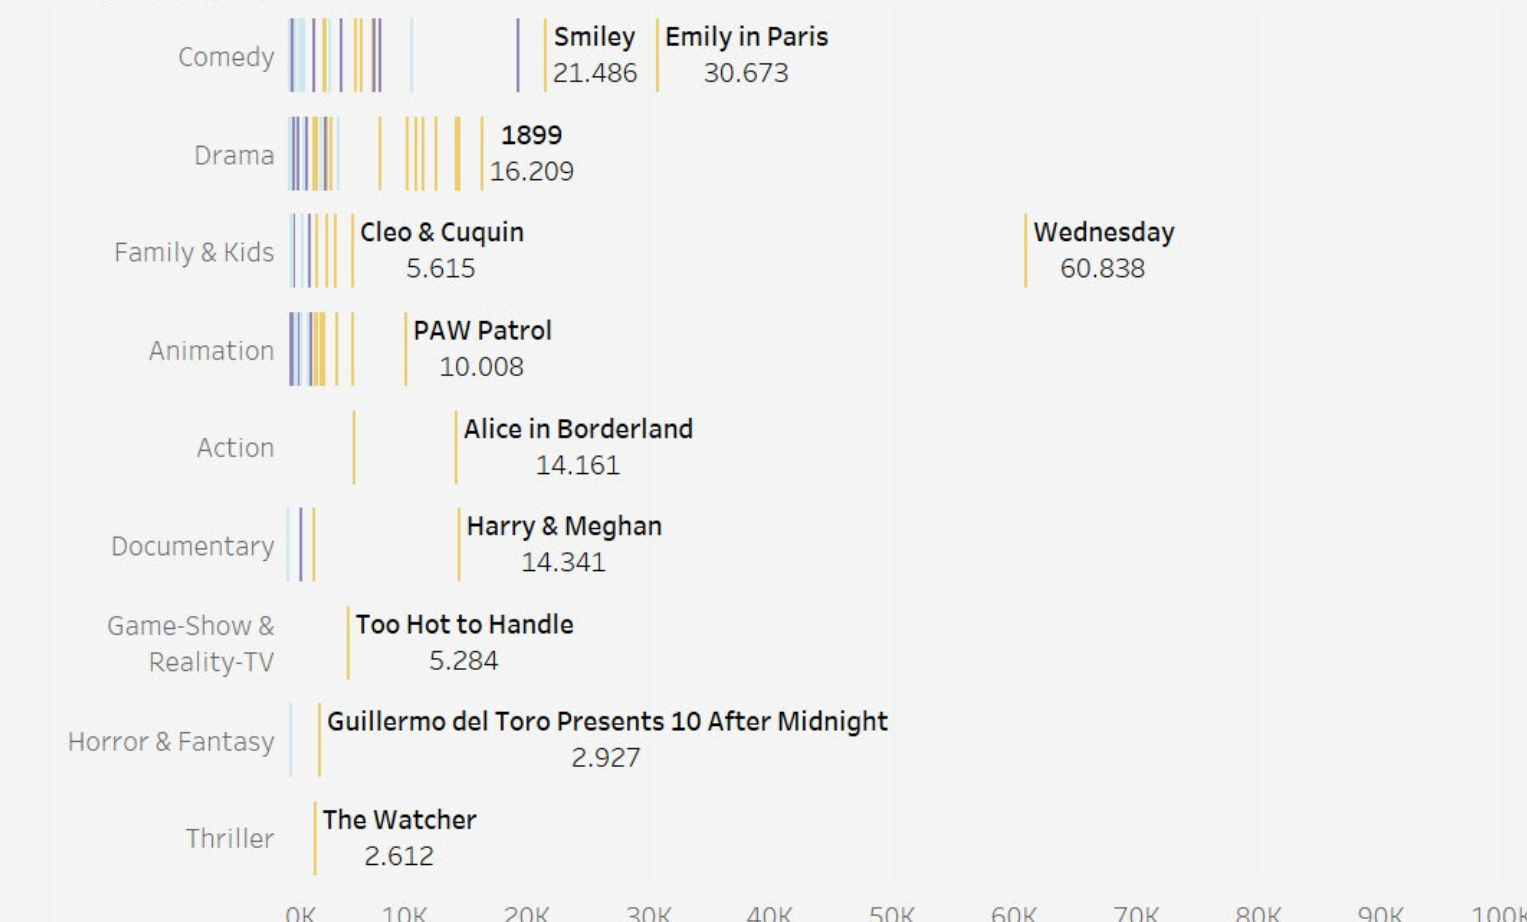 Comedy
Smiley
21.486
Emily in Paris
30.673
Drama
1899
16.209
Family & Kids
Cleo & Cuquin
5.615
Wednesday
60.838
Animation
PAW Patrol
10.008
Action
Alice in Borderland
14.161
Documentary
Harry & Meghan
14.341
Game-Show &
Reality-TV
Too Hot to Handle
5.284
Horror & Fantasy
Guillermo del Toro Presents 10 After Midnight
2.927
Thriller
The Watcher
2.612
0K 10K 20K 30K 40K 50K 60K 70K 80K 90K 100K